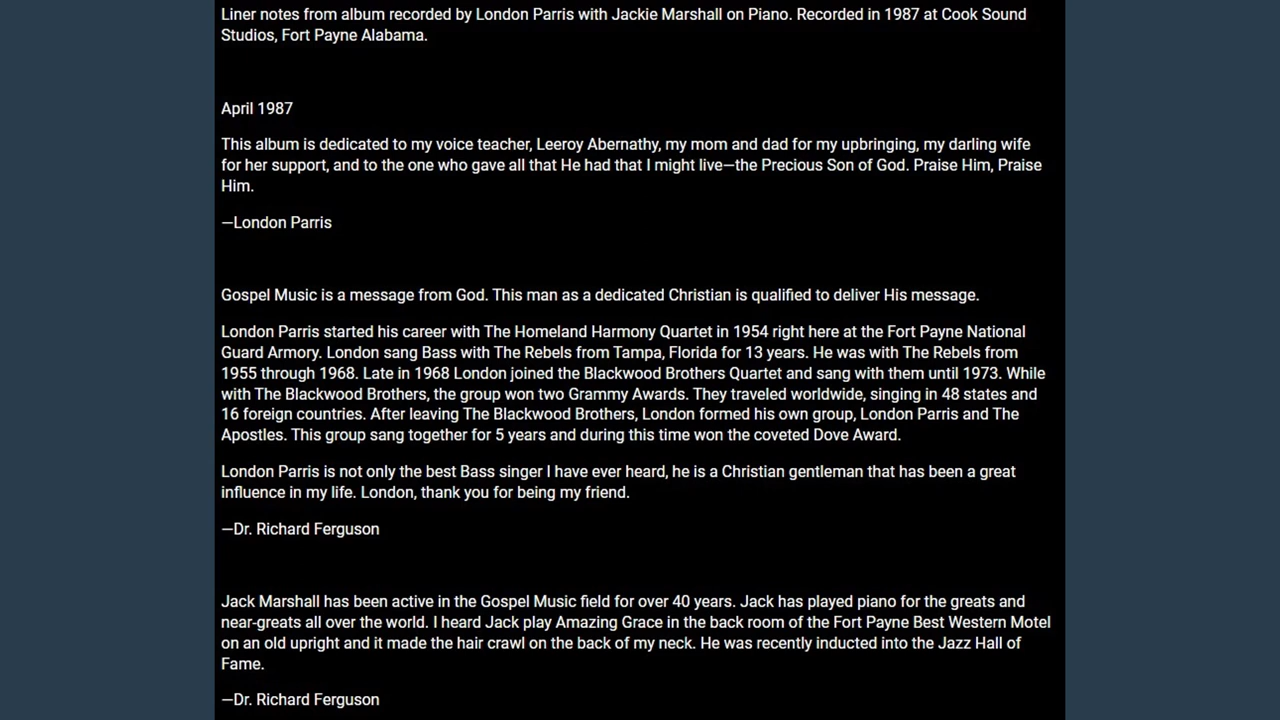 Liner notes from album recorded by London Parris with Jackie Marshall on Piano. Recorded in 1987 at Cook Sound
Studios, Fort Payne Alabama.
April 1987
This album is dedicated to my voice teacher, Leeroy Abernathy, my mom and dad for my upbringing, my darling wife
for her support, and to the one who gave all that He had that I might live—the Precious Son of God. Praise Him, Praise
Him.
—London Parris
Gospel Music is a message from God. This man as a dedicated Christian is qualified to deliver His message.
London Parris started his career with The Homeland Harmony Quartet in 1954 right here at the Fort Payne National
Guard Armory. London sang Bass with The Rebels from Tampa, Florida for 13 years. He was with The Rebels from
1955 through 1968. Late in 1968 London joined the Blackwood Brothers Quartet and sang with them until 1973. While
with The Blackwood Brothers, the group won two Grammy Awards. They traveled worldwide, singing in 48 states and
16 foreign countries. After leaving The Blackwood Brothers, London formed his own group, London Parris and The
Apostles. This group sang together for 5 years and during this time won the coveted Dove Award.
London Parris is not only the best Bass singer I have ever heard, he is a Christian gentleman that has been a great
influence in my life. London, thank you for being my friend.
—Dr. Richard Ferguson
Jack Marshall has been active in the Gospel Music field for over 40 years. Jack has played piano for the greats and
near-greats all over the world. I heard Jack play Amazing Grace in the back room of the Fort Payne Best Western Motel
on an old upright and it made the hair crawl on the back of my neck. He was recently inducted into the Jazz Hall of
Fame.
—Dr. Richard Ferguson